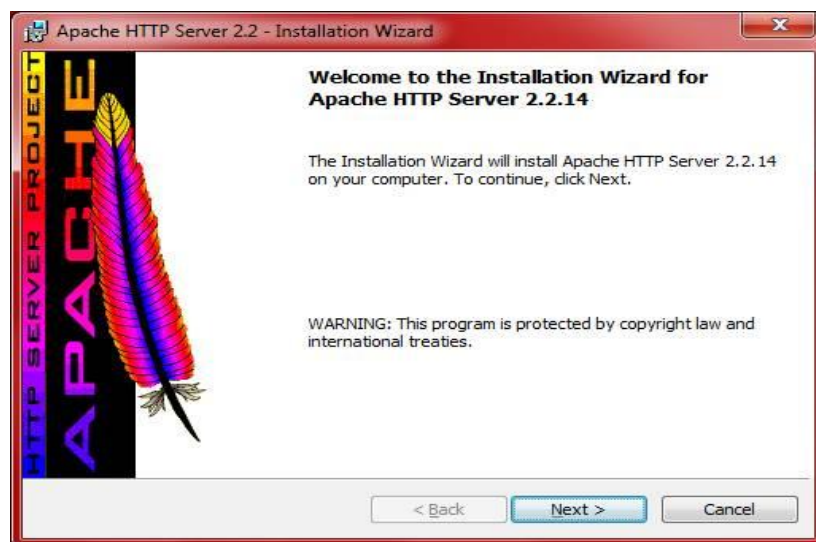 Apache HTTP Server 2.2 - Installation Wizard
HTTP SERVER PROJECT
APACHE
Welcome to the Installation Wizard for
Apache HTTP Server 2.2.14
The Installation Wizard will install Apache HTTP Server 2.2.14
on your computer. To continue, click Next.
WARNING: This program is protected by copyright law and
international treaties.
< Back
Next >
Cancel